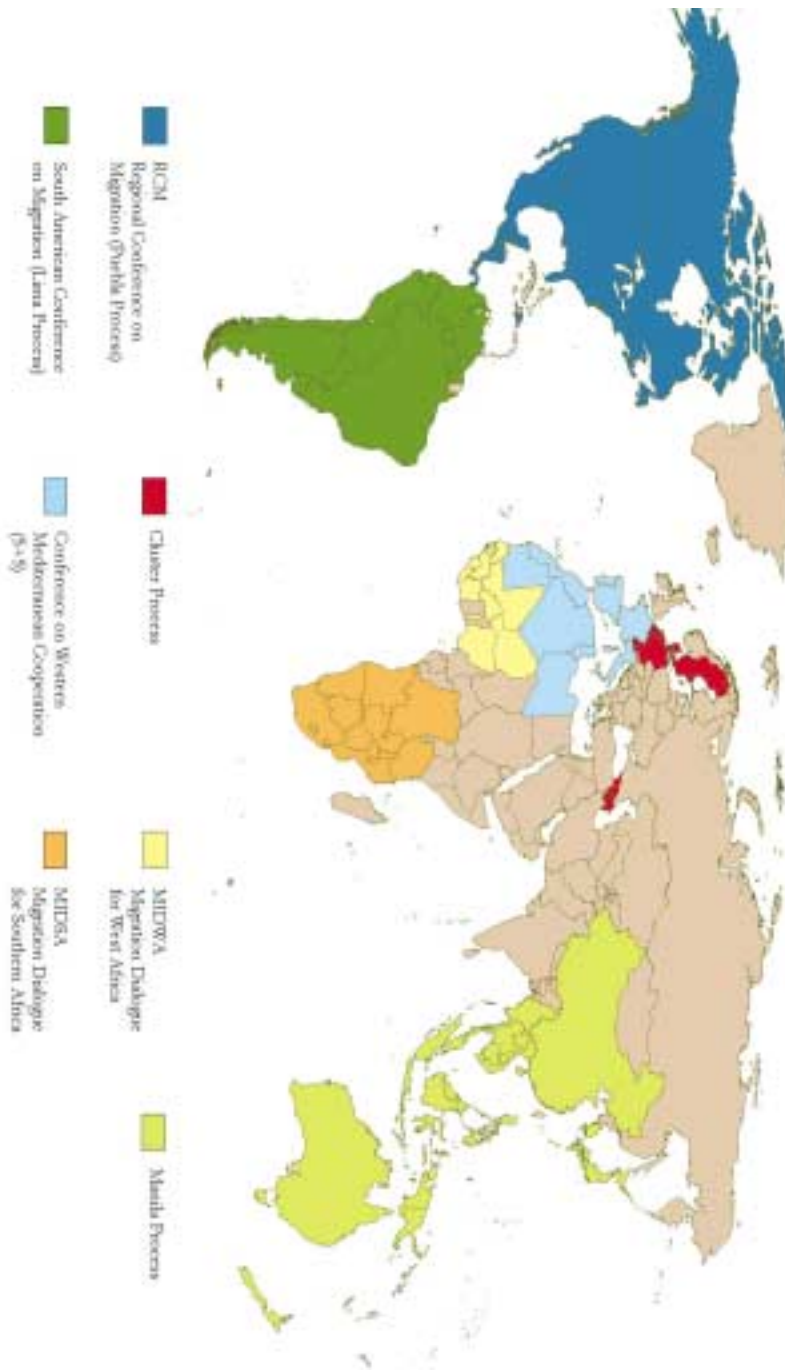 RCM
Regional Conference on
Migration (Puebla Process)
South American Conference
on Migration (Lima Process)
Cluster Process
Conference on Western
Mediterranean Cooperation
(5+5)
MIDWA
Migration Dialogue
for West Africa
MIDSA
Migration Dialogue
for Southern Africa
Manila Process